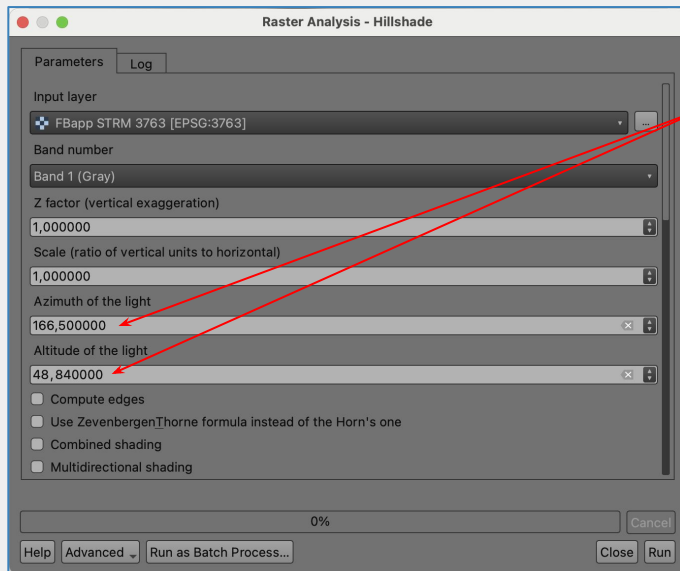 Raster Analysis - Hillshade
Parameters Log
Input layer
FBapp STRM 3763 [EPSG:3763]
...
Band number
Band 1 (Gray)
Z factor (vertical exaggeration)
1,000000
Scale (ratio of vertical units to horizontal)
1,000000
Azimuth of the light
166,500000
Altitude of the light
48,840000
Compute edges
Use ZevenbergenThorne formula instead of the Horn's one
Combined shading
Multidirectional shading
0%
Cancel
Help Advanced Run as Batch Process... Close Run